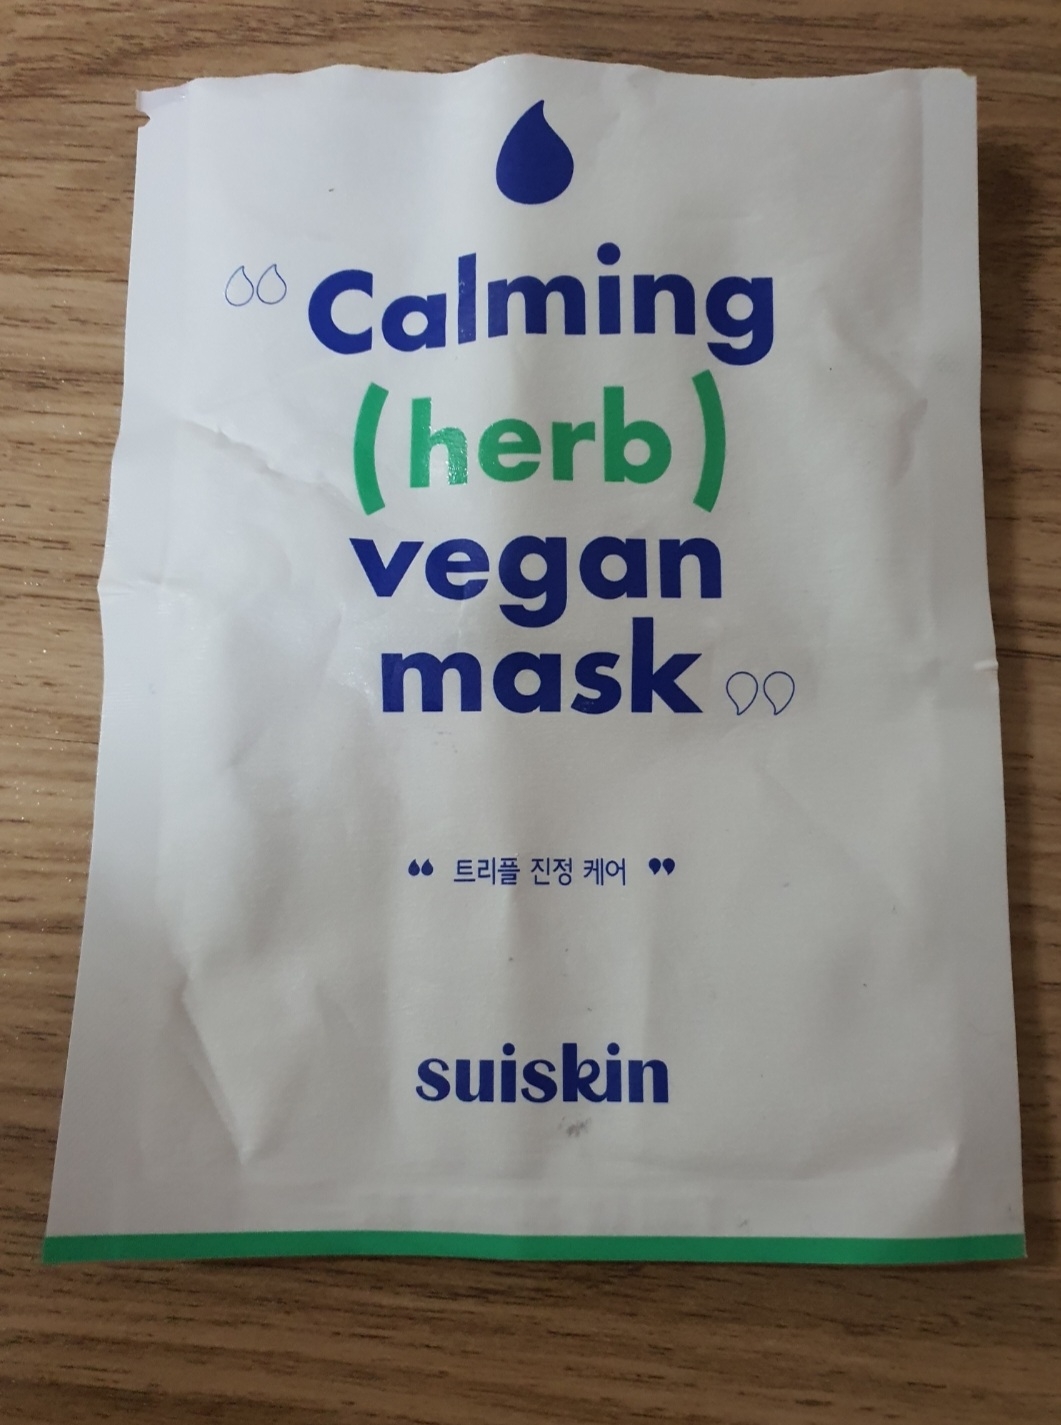 Calming
(herb)
vegan
mask
트리플 진정 케어
suiskin